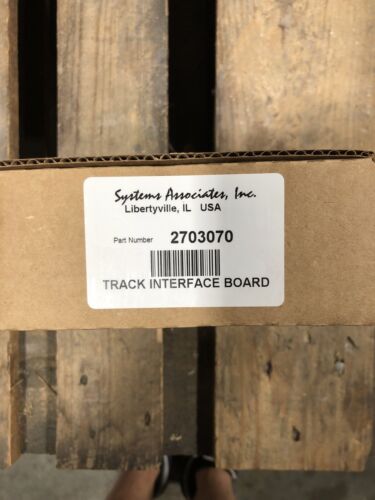 Systems Associates, Inc.
Libertyville, IL USA
Part Number 2703070
TRACK INTERFACE BOARD